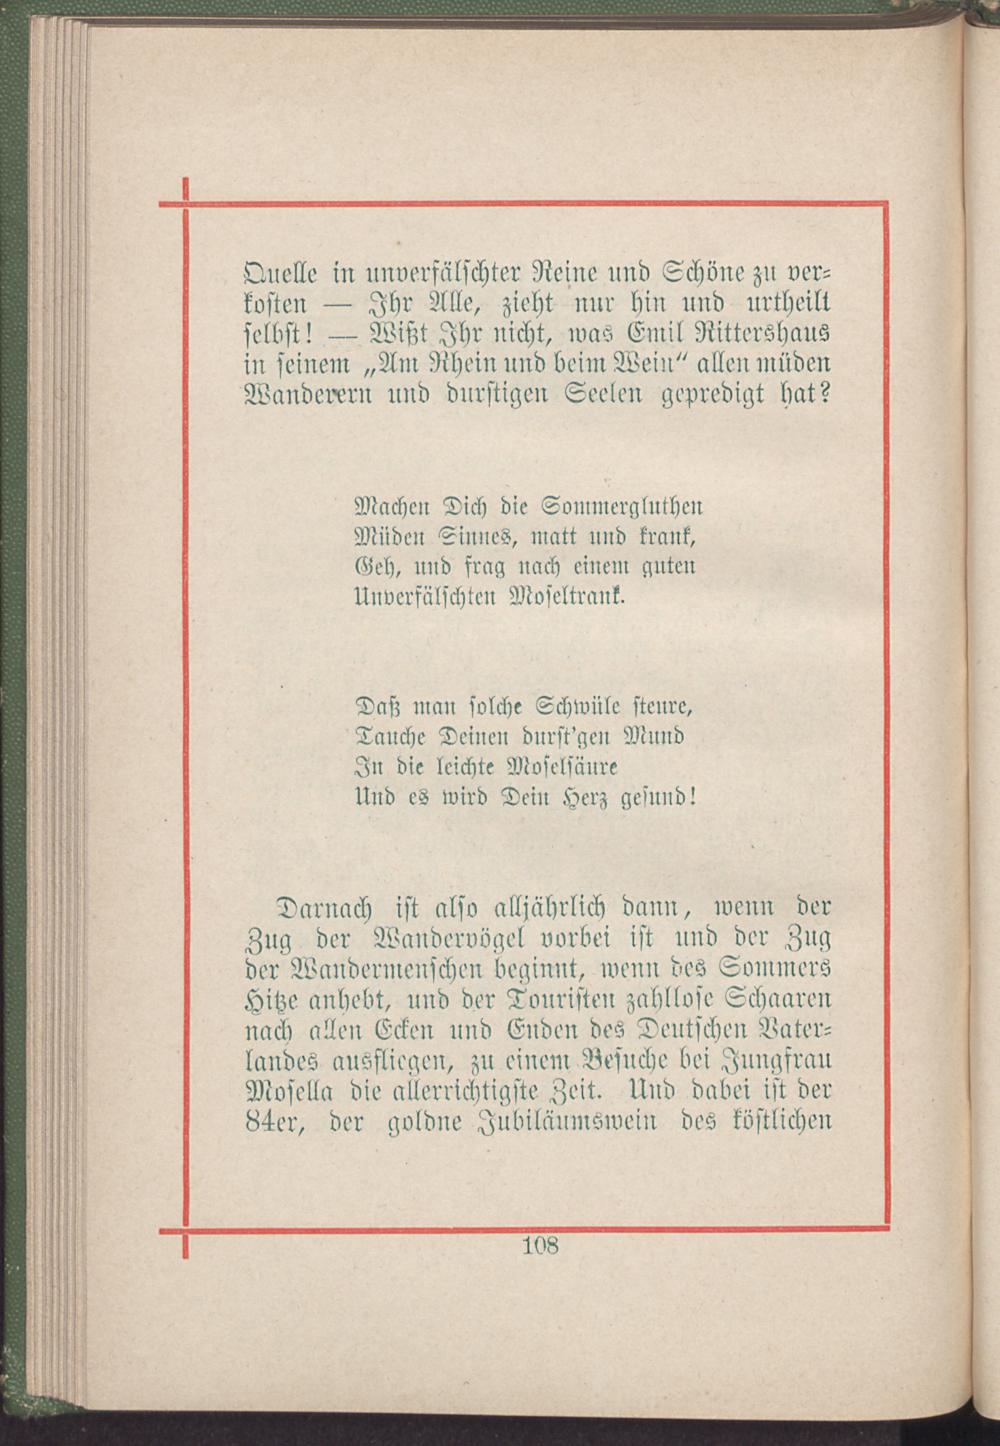 Quelle in unverfälschter Reine und Schöne zu ver-
kosten — Ihr Alle, zieht nur hin und urtheilt
selbst! — Wißt Ihr nicht, was Emil Rittershaus
in seinem „Am Rhein und beim Wein“ allen müden
Wanderern und durstigen Seelen gepredigt hat?
Machen Dich die Sommergluthen
Müden Sinnes, matt und krank,
Geh, und frag nach einem guten
Unverfälschten Moseltrank.
Daß man solche Schwüle steure,
Tauche Deinen durst'gen Mund
In die leichte Moselsäure
Und es wird Dein Herz gesund!
Darnach ist also alljährlich dann, wenn der
Zug der Wandervögel vorbei ist und der Zug
der Wandermenschen beginnt, wenn des Sommers
Hitze anhebt, und der Touristen zahllose Schaaren
nach allen Ecken und Enden des Deutschen Vater-
landes ausfliegen, zu einem Besuche bei Jungfrau
Mosella die allerrichtigste Zeit. Und dabei ist der
84er, der goldne Jubiläumswein des köstlichen
108